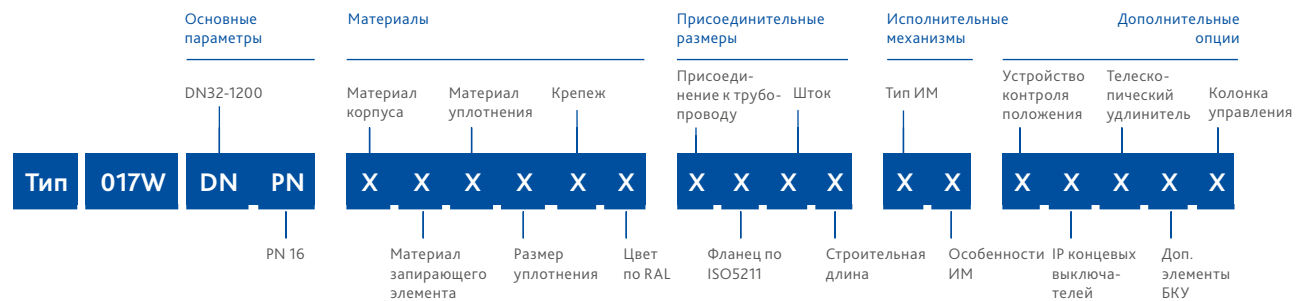 Основные
параметры
Материалы
Присоединительные
размеры
Исполнительные
механизмы
Дополнительные
опции
DN32-1200
Материал
корпуса
Материал
уплотнения
Крепеж
Присоеди-
нение к трубо-
проводу
Шток
Тип ИМ
Устройство
контроля
положения
Телеско-
пический
удлинитель
Колонка
управления
Тип 017W DN PN X X X X X X X X X X X X X X X X X
PN 16
Материал
запирающего
элемента
Размер
уплотнения
Цвет
по RAL
Фланец по
ISO5211
Строительная
длина
Особенности
ИМ
IP концевых
выключа-
телей
Доп.
элементы
БКУ